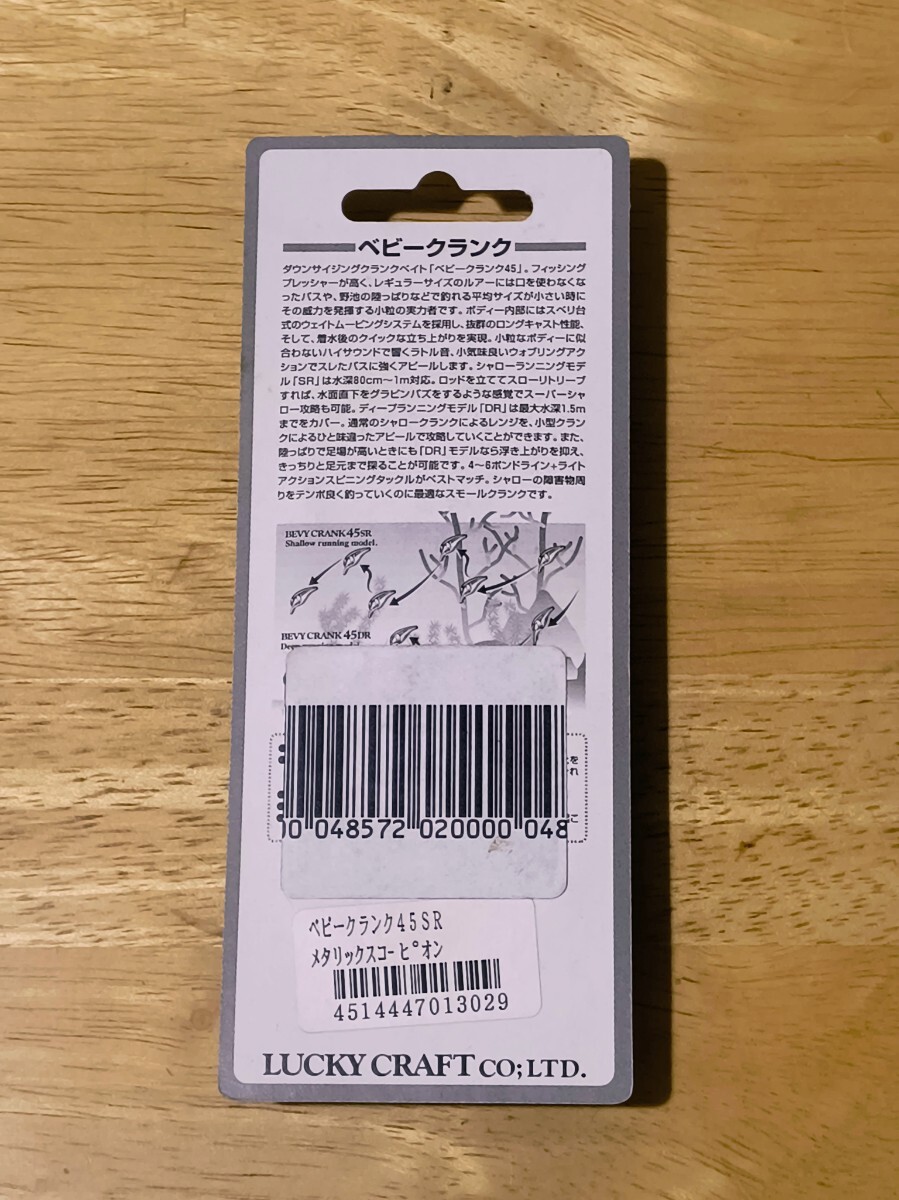 ベビークランク
ダウンサイジングクランクベイト「ベビークランク45」。フィッシング
プレッシャーが高く、レギュラーサイズのルアーには口を使わなくな
ったバスや、野池の陸っぱりなどで釣れる平均サイズが小さい時に
その威力を発揮する小粒の実力者です。ボディー内部にはスベリ台
式のウェイトムービングシステムを採用し、抜群のロングキャスト性能、
そして、着水後のクイックな立ち上がりを実現。小粒なボディーに似
合わないハイサウンドで響くラトル音、小気味良いウォブリングアク
ションでスレたバスに強くアピールします。シャローランニングモデ
ル「SR」は水深80cm〜1m対応。ロッドを立ててスローリトリーブ
すれば、水面直下をグラビンバズをするような感覚でスーパーシャ
ロー攻略も可能。ディープランニングモデル「DR」は最大水深1.5m
までをカバー。通常のシャロークランクによるレンジを、小型クラン
クによるひと味違ったアピールで攻略していくことができます。また、
陸っぱりで足場が高いときにも「DR」モデルなら浮き上がりを抑え、
きっちりと足元まで探ることが可能です。4〜6ポンドライン+ライト
アクションスピニングタックルがベストマッチ。シャローの障害物周
りをテンポ良く釣っていくのに最適なスモールクランクです。
BEVY CRANK 45SR
Shallow running model.
BEVY CRANK 45DR
Deep running model.
を
れ
に
00 048572 020000 048
ベビークランク45SR
メタリックスコーピオン
4514447013029
LUCKY CRAFT CO;LTD.